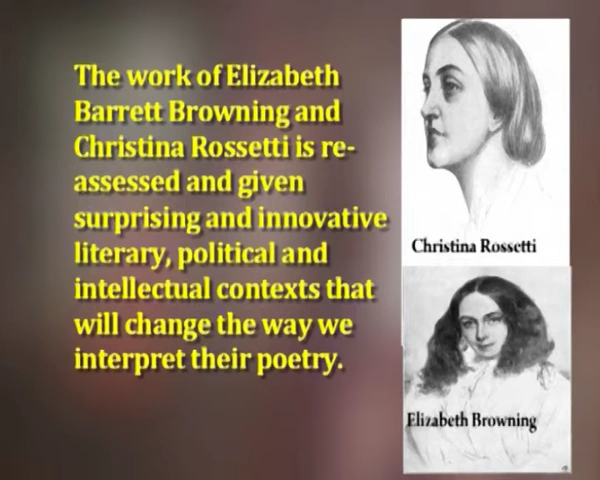 The work of Elizabeth
Barrett Browning and
Christina Rossetti is re-
assessed and given
surprising and innovative
literary, political and
intellectual contexts that
will change the way we
interpret their poetry.
Christina Rossetti
Elizabeth Browning